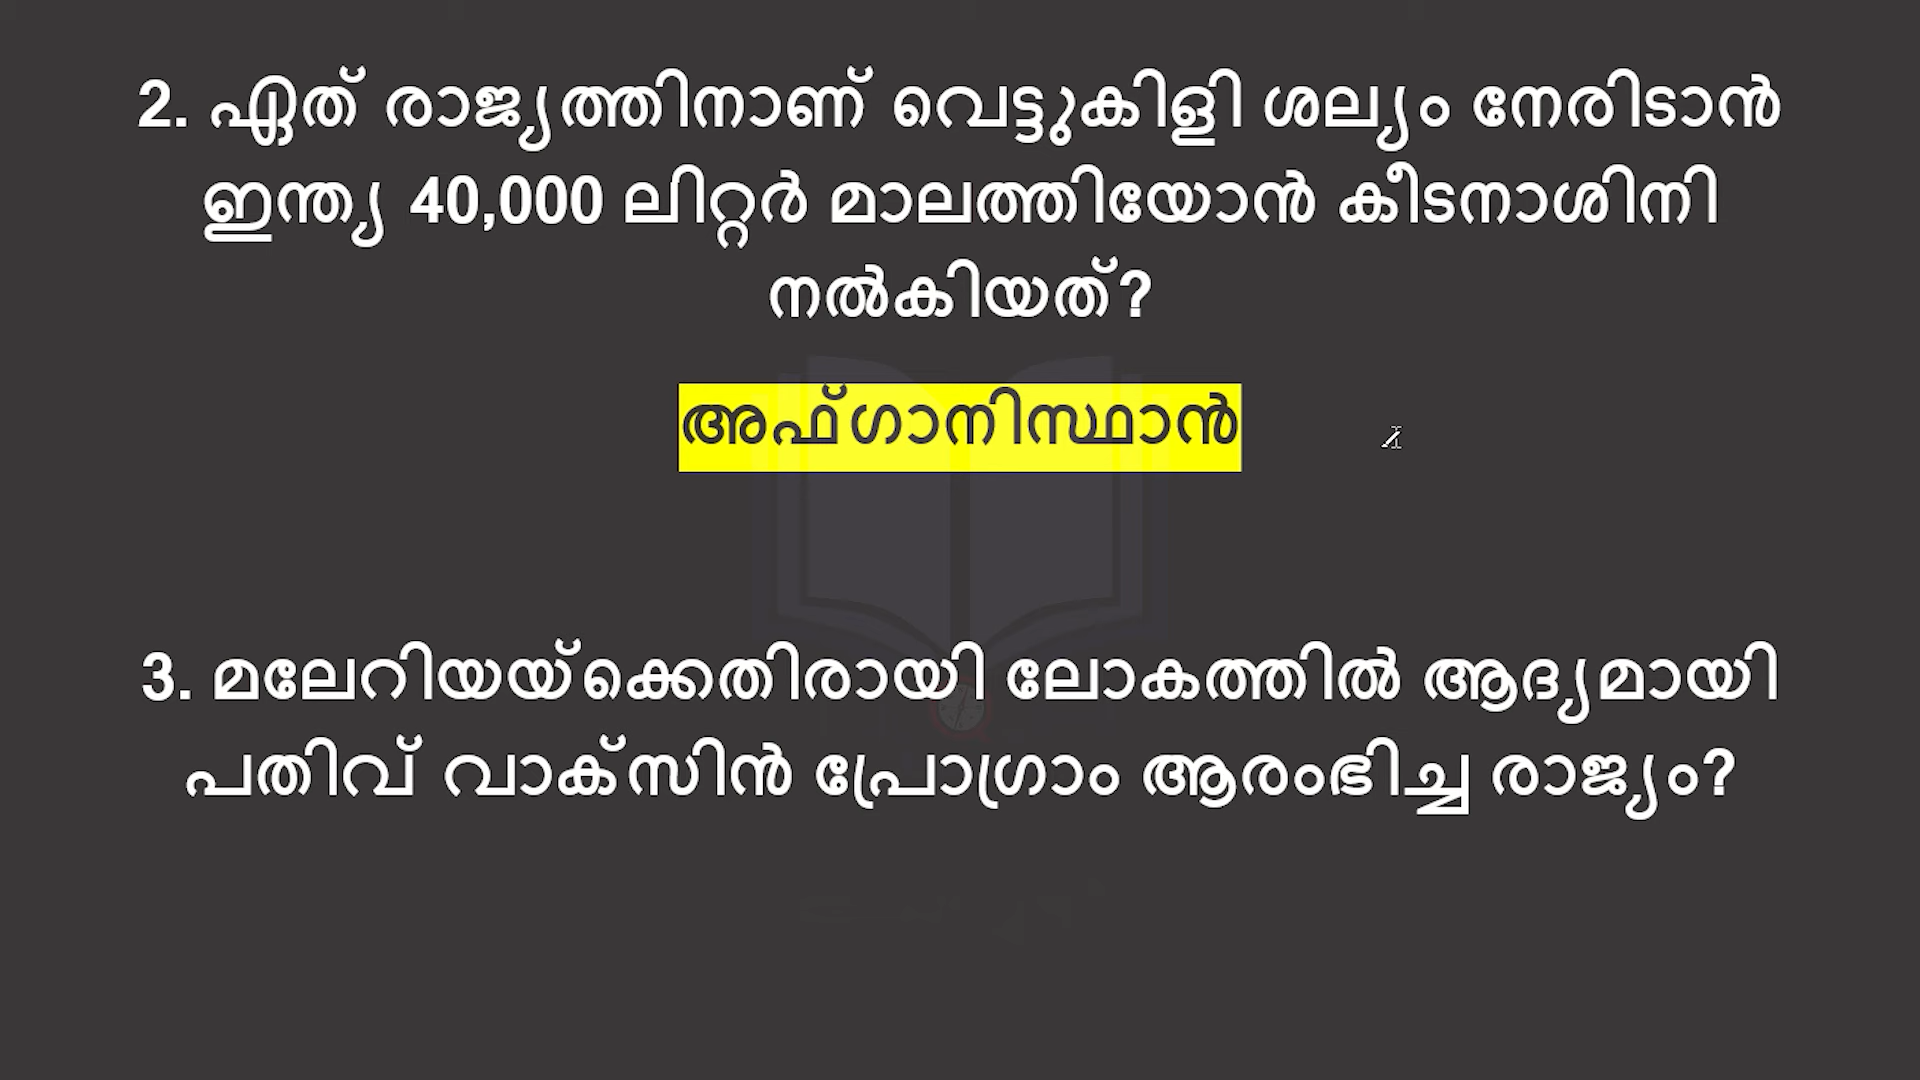 2. ഏത് രാജ്യത്തിനാണ് വെട്ടുകിളി ശല്യം നേരിടാൻ
ഇന്ത്യ 40,000 ലിറ്റർ മാലത്തിയോൻ കീടനാശിനി
നൽകിയത്?
അഫ്ഗാനിസ്ഥാൻ
3. മലേറിയയ്ക്കെതിരായി ലോകത്തിൽ ആദ്യമായി
പതിവ് വാക്സിൻ പ്രോഗ്രാം ആരംഭിച്ച രാജ്യം?